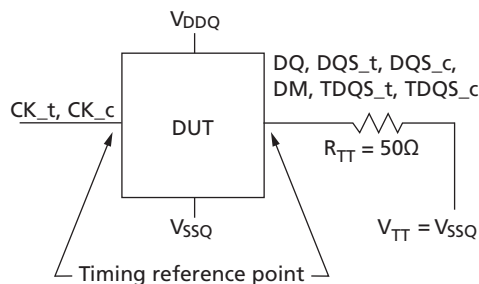 VDDQ
DQ, DQS_t, DQS_c,
DM, TDQS_t, TDQS_c
CK_t, CK_c
DUT
RTT = 50Ω
VSSQ
VTT = VSSQ
Timing reference point